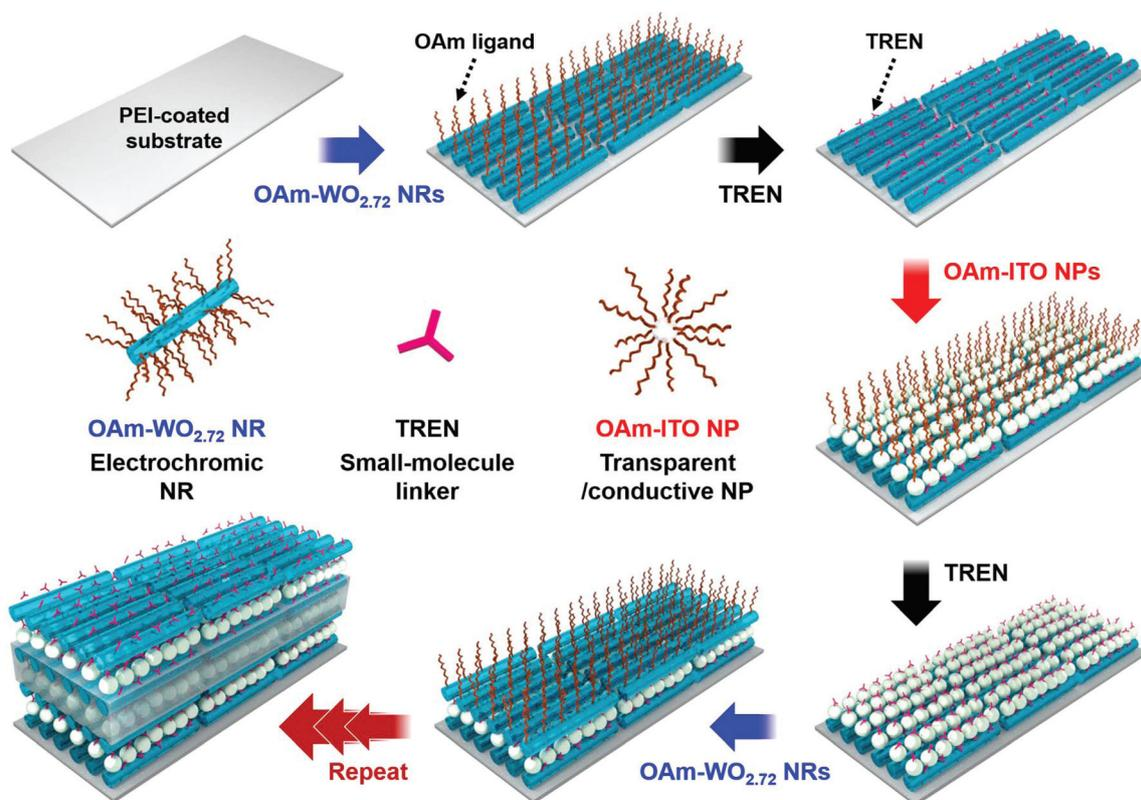 PEI-coated
substrate
OAm-WO₂.₇₂ NRs
OAm ligand
TREN
TREN
OAm-ITO NPs
OAm-WO₂.₇₂ NR
Electrochromic
NR
TREN
Small-molecule
linker
OAm-ITO NP
Transparent
/conductive NP
TREN
OAm-WO₂.₇₂ NRs
Repeat